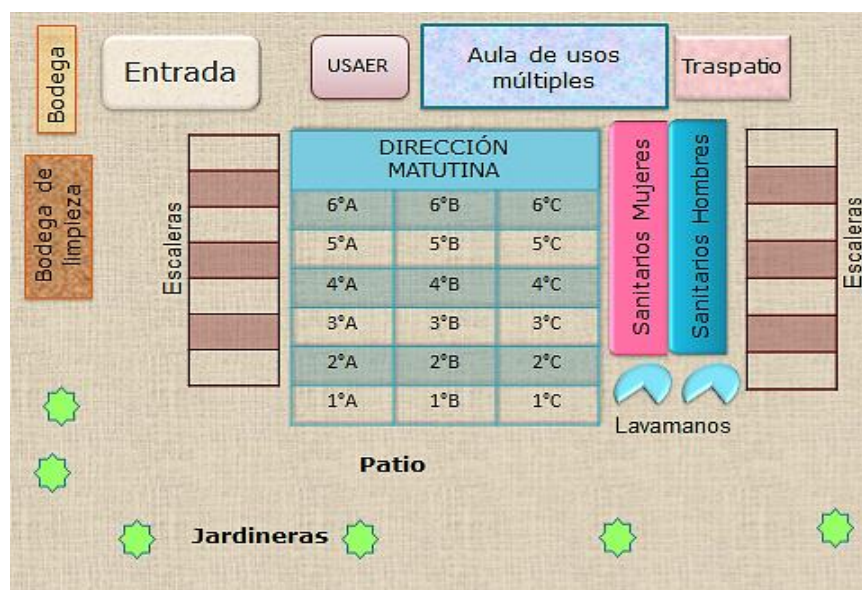 Bodega
Entrada
USAER
Aula de usos
múltiples
Traspatio
Bodega de
limpieza
Escaleras
DIRECCIÓN
MATUTINA
6°A 6°B 6°C
5°A 5°B 5°C
4°A 4°B 4°C
3°A 3°B 3°C
2°A 2°B 2°C
1°A 1°B 1°C
Sanitarios Mujeres
Sanitarios Hombres
Escaleras
Lavamanos
Patio
Jardineras